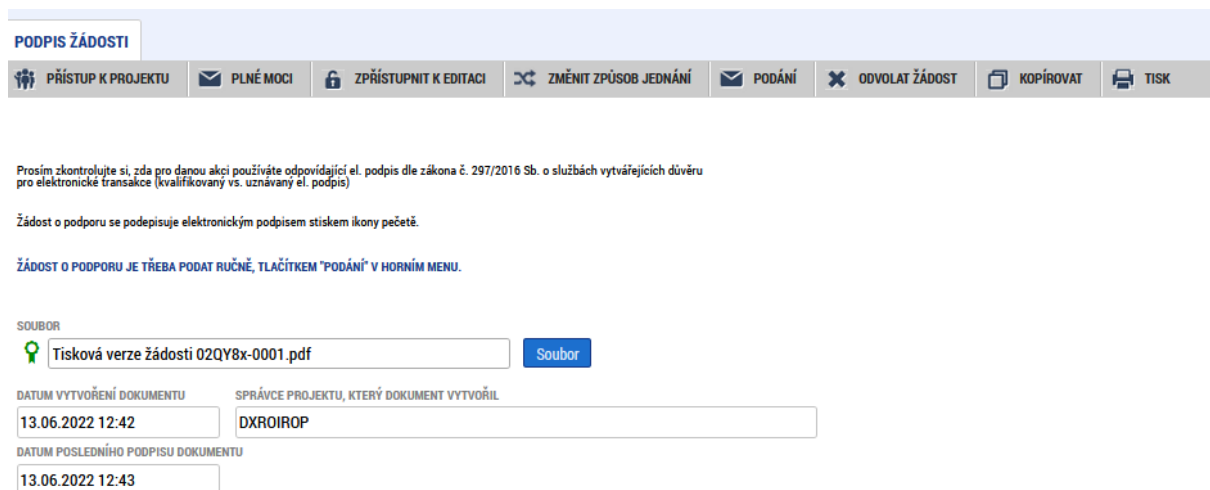 PODPIS ŽÁDOSTI
PŘÍSTUP K PROJEKTU PLNÉ MOCI ZPŘÍSTUPNIT K EDITACI ZMĚNIT ZPŮSOB JEDNÁNÍ PODÁNÍ ODVOLAT ŽÁDOST KOPÍROVAT TISK
Prosím zkontrolujte si, zda pro danou akci používáte odpovídající el. podpis dle zákona č. 297/2016 Sb. o službách vytvářejících důvěru
pro elektronické transakce (kvalifikovaný vs. uznávaný el. podpis)
Žádost o podporu se podepisuje elektronickým podpisem stiskem ikony pečetě.
ŽÁDOST O PODPORU JE TŘEBA PODAT RUČNĚ, TLAČÍTKEM "PODÁNÍ" V HORNÍM MENU.
SOUBOR
Tisková verze žádosti 02QY8x-0001.pdf Soubor
DATUM VYTVOŘENÍ DOKUMENTU SPRÁVCE PROJEKTU, KTERÝ DOKUMENT VYTVOŘIL
13.06.2022 12:42 DXROIROP
DATUM POSLEDNÍHO PODPISU DOKUMENTU
13.06.2022 12:43